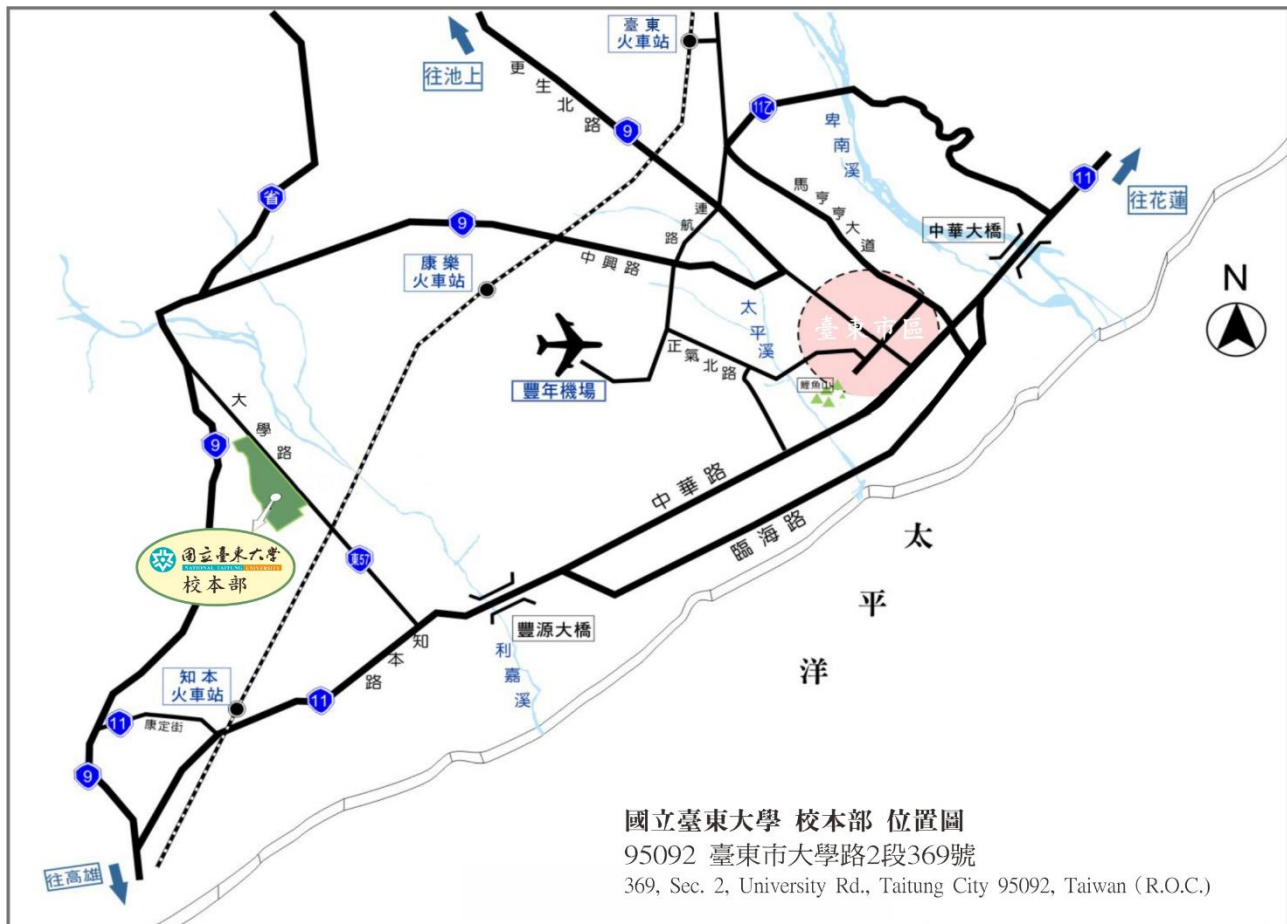 臺東
火車站
往池上
更生北路
9
11乙
卑南溪
11
往花蓮
省
9
馬亨亨大道
連航路
中華大橋
康樂
火車站
中興路
N
太平溪
臺東市區
正氣北路
豐年機場
鯉魚山
大學路
9
中華路
臨海路
太平洋
國立臺東大學
NATIONAL TAITUNG UNIVERSITY
校本部
東57
豐源大橋
利嘉溪
知本路
知本
火車站
11
11
康定街
9
往高雄
國立臺東大學 校本部 位置圖
95092 臺東市大學路2段369號
369, Sec. 2, University Rd., Taitung City 95092, Taiwan (R.O.C.)